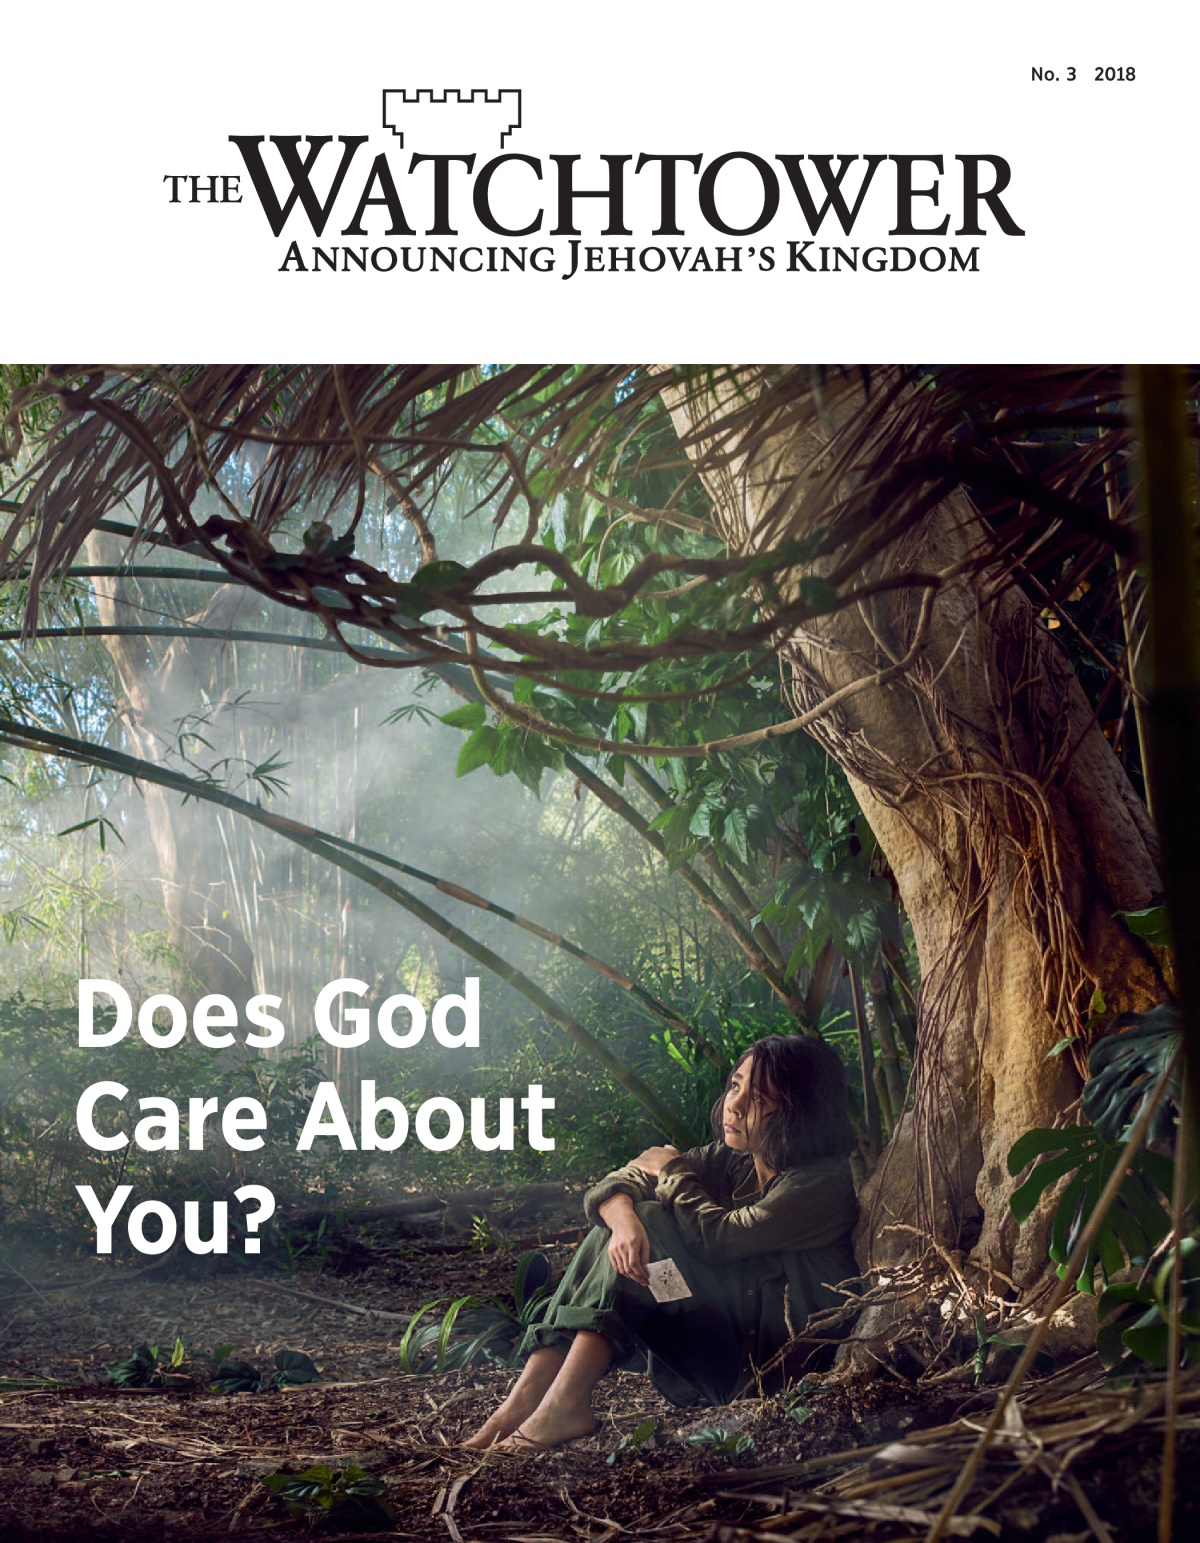 No. 3 2018
THE WATCHTOWER
ANNOUNCING JEHOVAH'S KINGDOM
Does God
Care About
You?